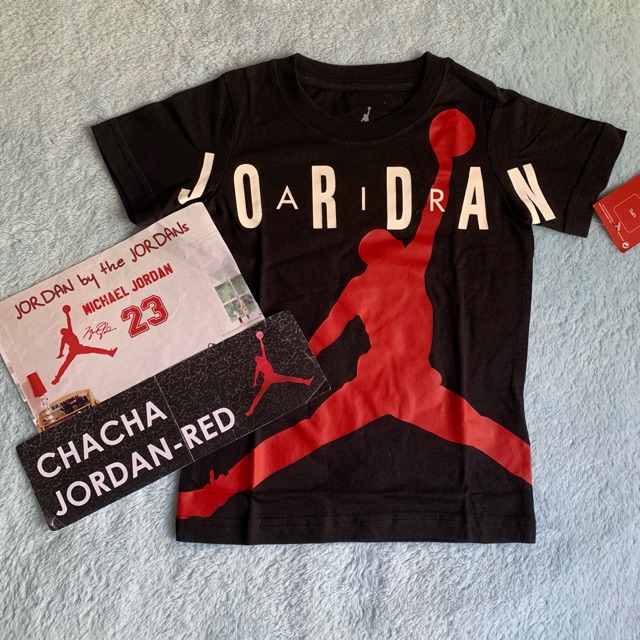 JORDAN
AIR
JORDAN by the JORDANs
MICHAEL JORDAN
23
CHACHA
JORDAN-RED